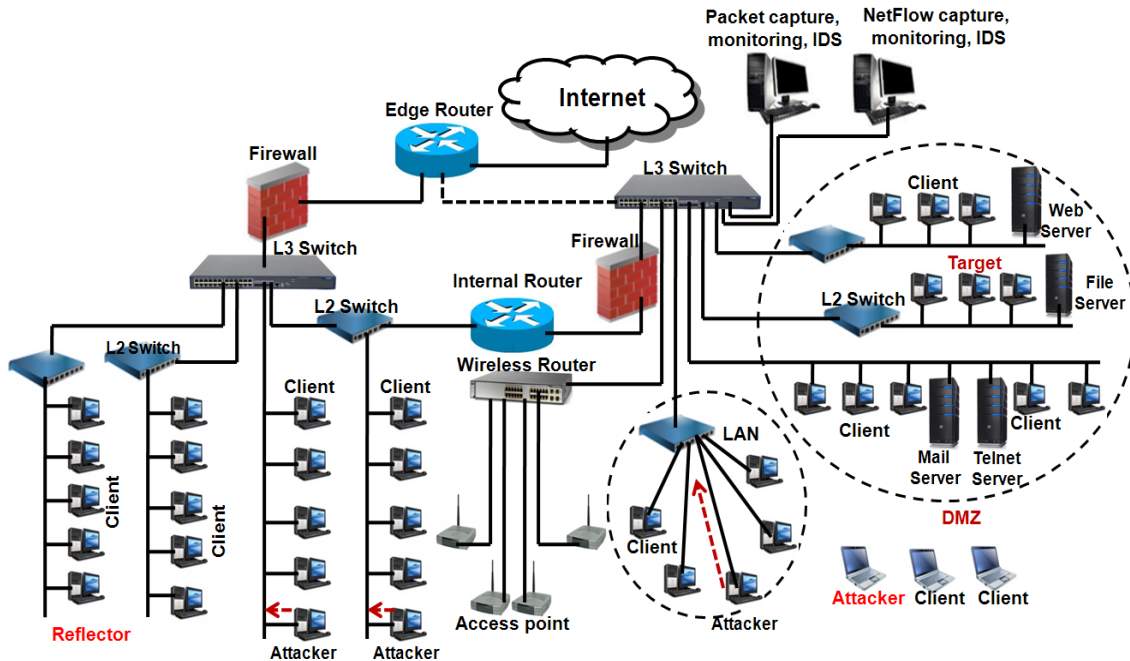 Packet capture,
monitoring, IDS
NetFlow capture,
monitoring, IDS
Internet
Edge Router
Firewall
L3 Switch
L3 Switch
Firewall
Client
Web
Server
Target
L2 Switch
File
Server
Internal Router
L2 Switch
L2 Switch
Wireless Router
Client
Client
Client
Client
Mail
Server
Telnet
Server
DMZ
LAN
Client
Client
Client
Attacker
Access point
Reflector
Attacker
Attacker
Attacker
Client
Client